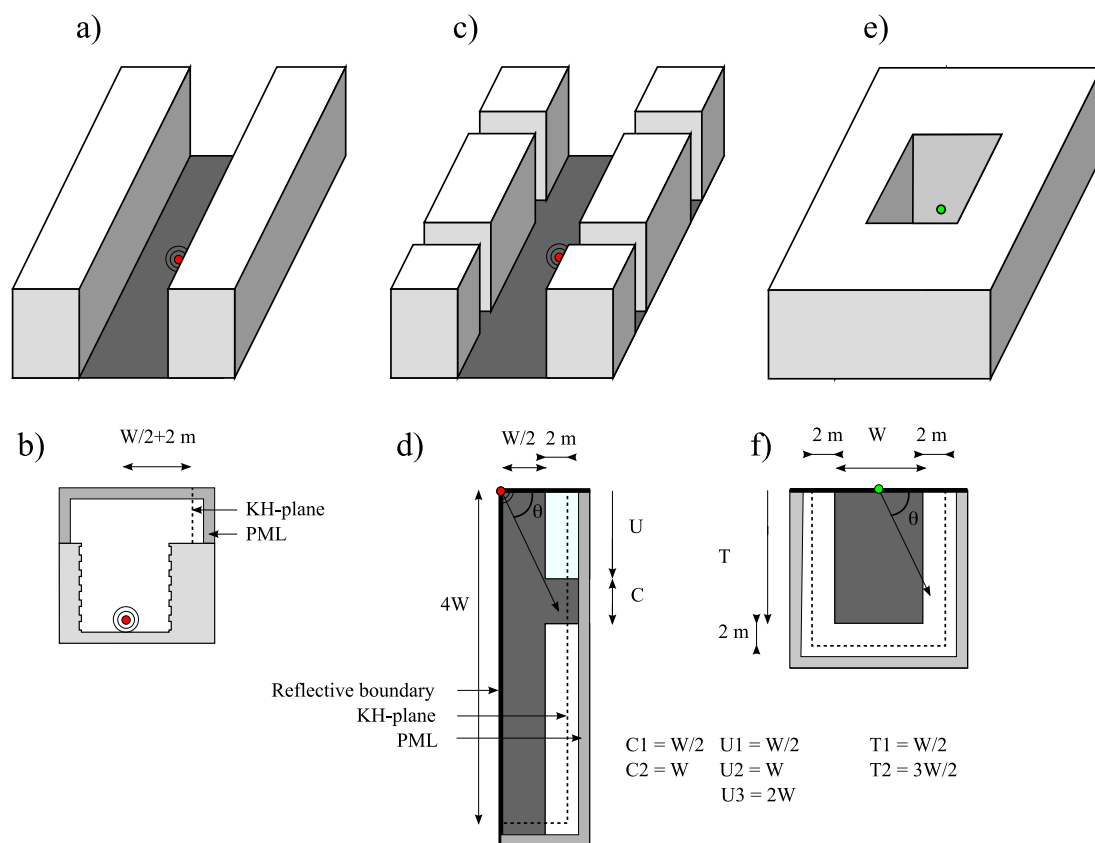 a)
c)
e)
b)
W/2+2 m
KH-plane
PML
d)
W/2
2 m
θ
U
C
4W
Reflective boundary
KH-plane
PML
f)
2 m
W
2 m
θ
T
2 m
C1 = W/2
U1 = W/2
T1 = W/2
C2 = W
U2 = W
T2 = 3W/2
U3 = 2W